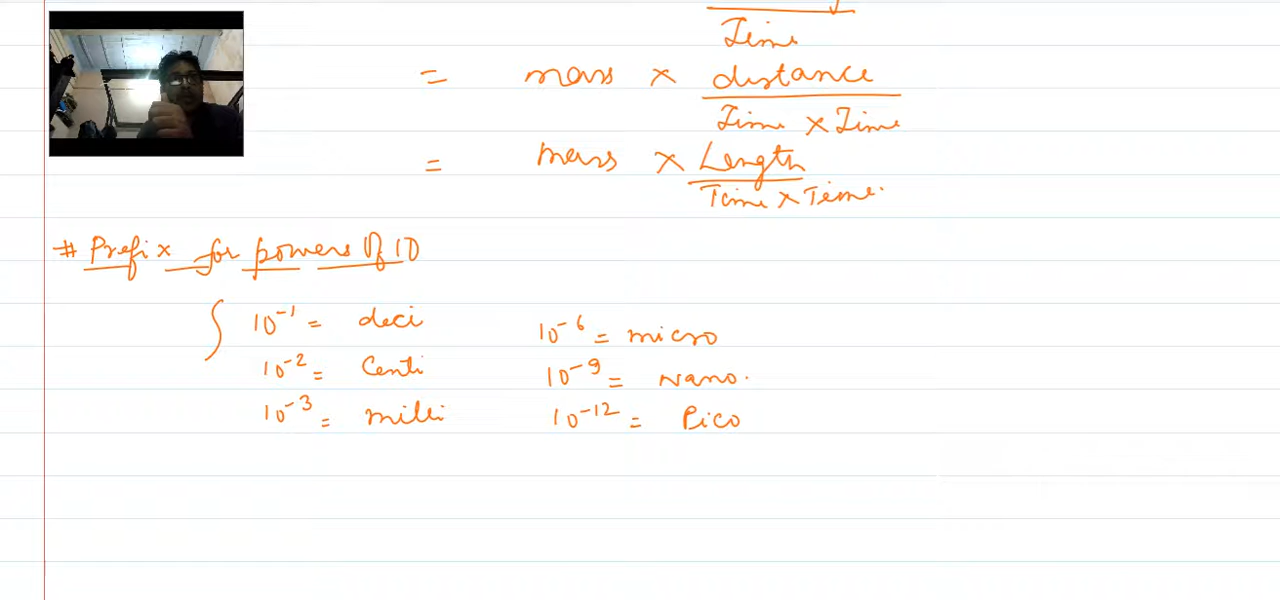 Time
= mass × distance
Time × Time
= mass × Length
Time × Time.
# Prefix for powers Of 10
10⁻¹ = deci
10⁻² = Centi
10⁻³ = milli
10⁻⁶ = micro
10⁻⁹ = Nano.
10⁻¹² = Pico